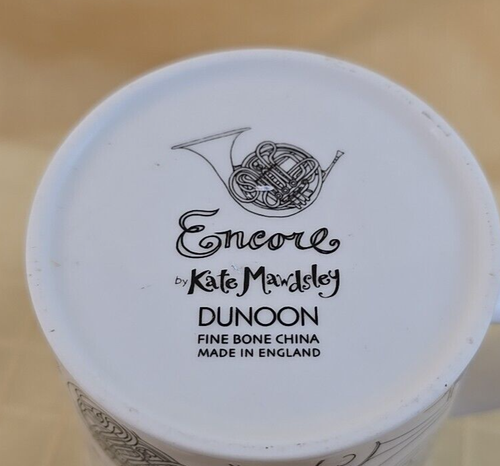 Encore
by Kate Mawdsley
DUNOON
FINE BONE CHINA
MADE IN ENGLAND